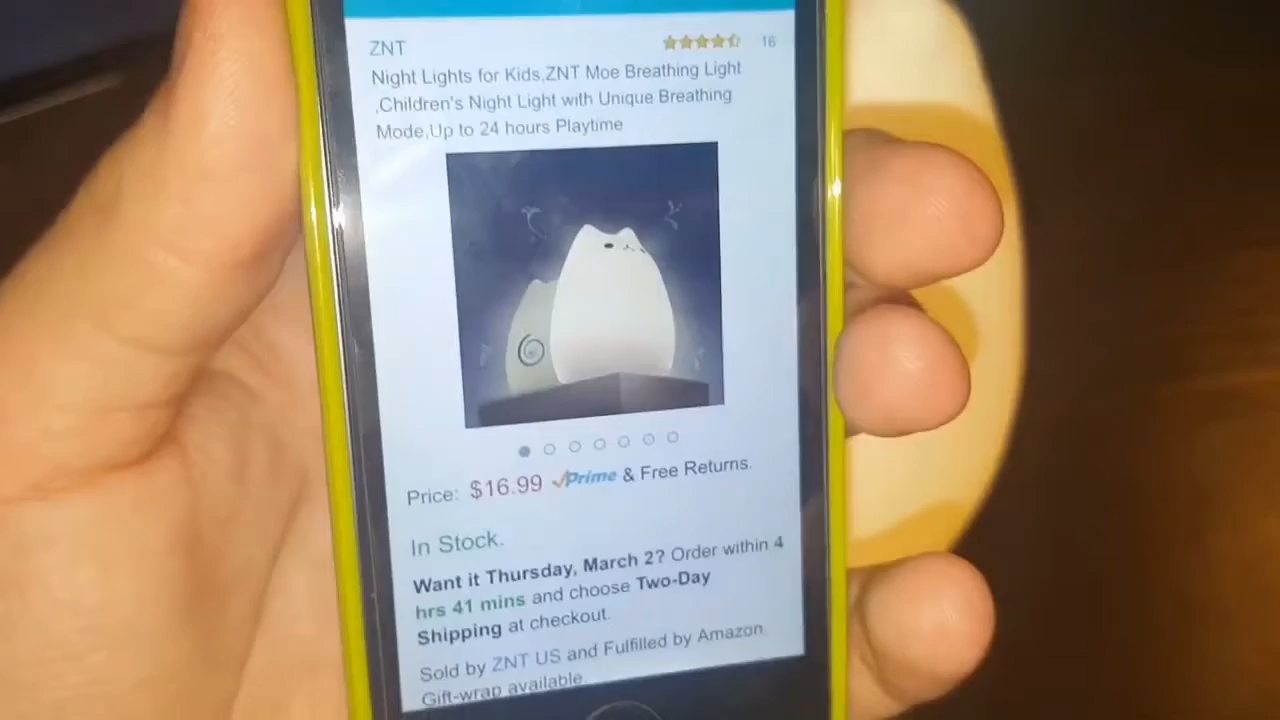 ZNT 16
Night Lights for Kids,ZNT Moe Breathing Light
,Children's Night Light with Unique Breathing
Mode,Up to 24 hours Playtime
Price: $16.99 Prime & Free Returns.
In Stock.
Want it Thursday, March 2? Order within 4
hrs 41 mins and choose Two-Day
Shipping at checkout.
Sold by ZNT US and Fulfilled by Amazon
Gift-wrap available